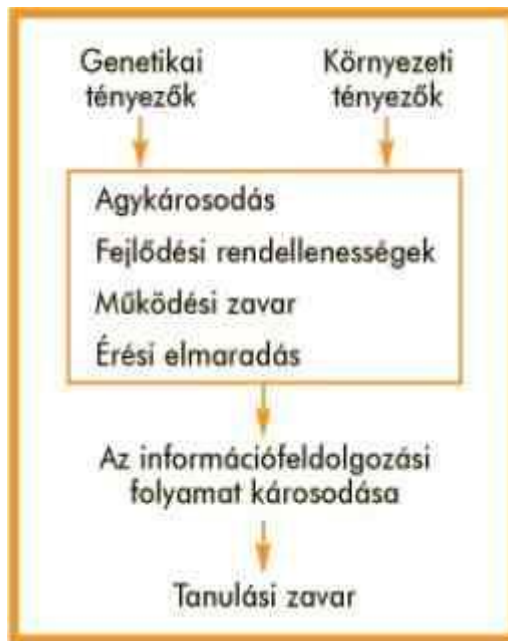 Genetikai
tényezők
Környezeti
tényezők
Agykárosodás
Fejlődési rendellenességek
Működési zavar
Érési elmaradás
Az információfeldolgozási
folyamat károsodása
Tanulási zavar